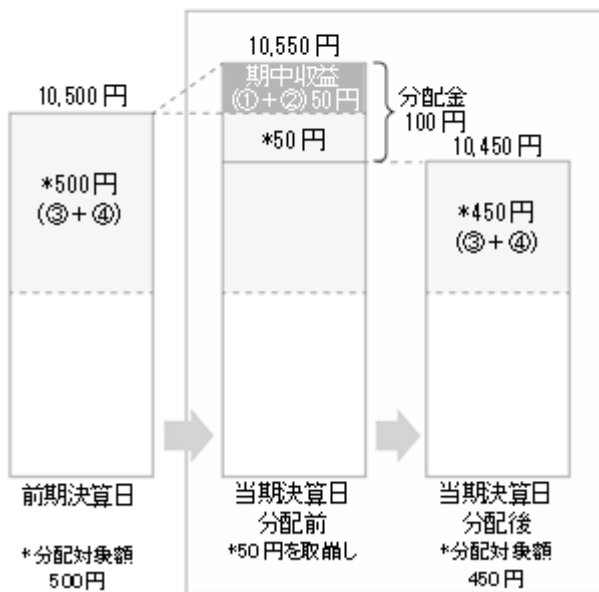 10,500円
*500円
(③+④)
前期決算日
*分配対象額
500円
10,550円
期中収益
(①+②)50円
*50円
分配金
100円
当期決算日
分配前
*50円を取崩し
10,450円
*450円
(③+④)
当期決算日
分配後
*分配対象額
450円